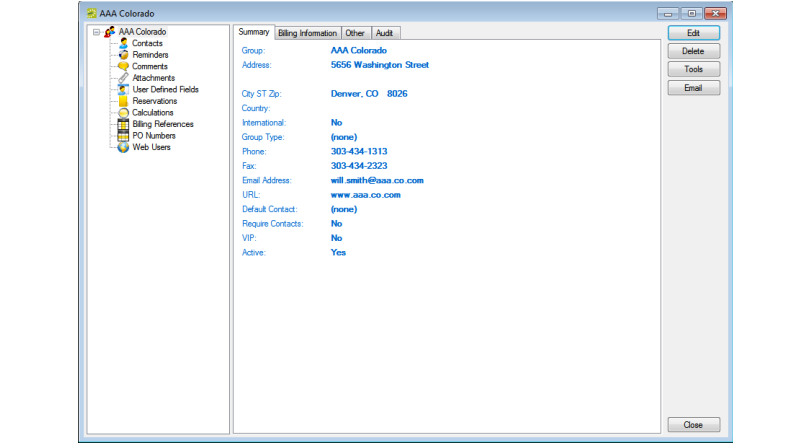 AAA Colorado
AAA Colorado
Contacts
Reminders
Comments
Attachments
User Defined Fields
Reservations
Calculations
Billing References
PO Numbers
Web Users
Summary Billing Information Other Audit
Group: AAA Colorado
Address: 5656 Washington Street
City ST Zip: Denver, CO 8026
Country:
International: No
Group Type: (none)
Phone: 303-434-1313
Fax: 303-434-2323
Email Address: will.smith@aaa.co.com
URL: www.aaa.co.com
Default Contact: (none)
Require Contacts: No
VIP: No
Active: Yes
Edit
Delete
Tools
Email
Close